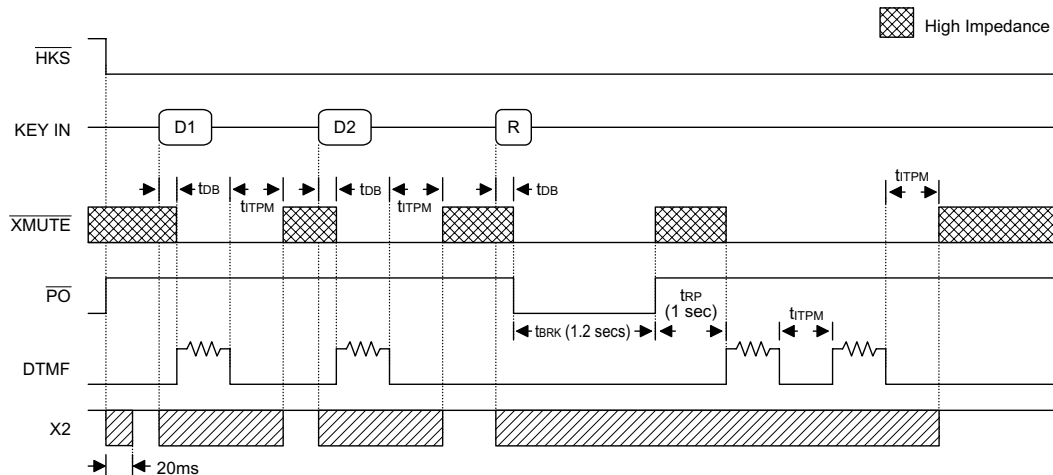 High Impedance
HKS
KEY IN
D1
D2
R
tDB
tITPM
tDB
tITPM
tDB
tITPM
XMUTE
PO
tBRK (1.2 secs)
tRP
(1 sec)
tITPM
DTMF
X2
20ms